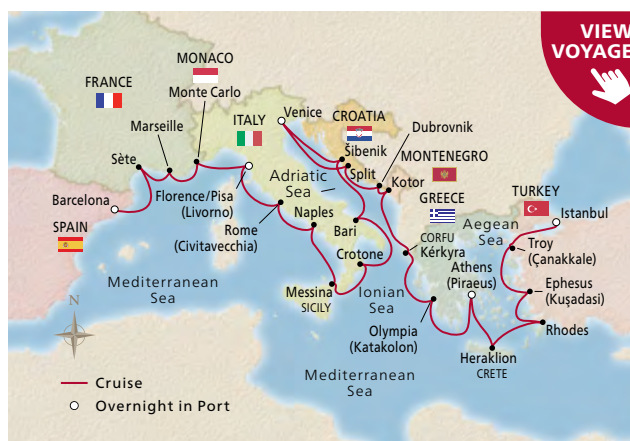 VIEW
VOYAGE
MONACO
FRANCE
Monte Carlo
Marseille
ITALY
Venice
CROATIA
Dubrovnik
Sète
Šibenik
MONTENEGRO
Split
Adriatic
Sea
Kotor
Barcelona
Florence/Pisa
(Livorno)
GREECE
TURKEY
Istanbul
SPAIN
Naples
Rome
(Civitavecchia)
Bari
CORFU
Kérkyra
Aegean
Sea
Troy
(Çanakkale)
Crotone
Athens
(Piraeus)
Mediterranean
Sea
Ephesus
(Kuşadasi)
Messina
SICILY
Ionian
Sea
N
Olympia
(Katakolon)
Rhodes
Heraklion
CRETE
Mediterranean
Sea
Cruise
Overnight in Port